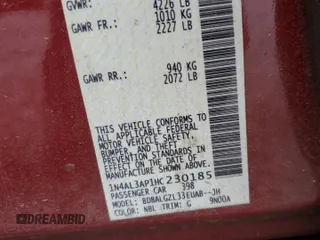 GVWR: 4226 LB
1010 KG
GAWR FR.: 2227 LB
940 KG
GAWR RR.: 2072 LB
THIS VEHICLE CONFORMS TO
ALL APPLICABLE FEDERAL
MOTOR VEHICLE SAFETY,
BUMPER, AND THEFT
PREVENTION STANDARDS
IN EFFECT ON THE DATE OF
MANUFACTURE SHOWN ABOVE.
1N4AL3AP1HC230185
PASSENGER CAR 398
MODEL: BDBALGZL33EUAB--JH
COLOR: NBL TRIM: G 9N00A
DREAMBID